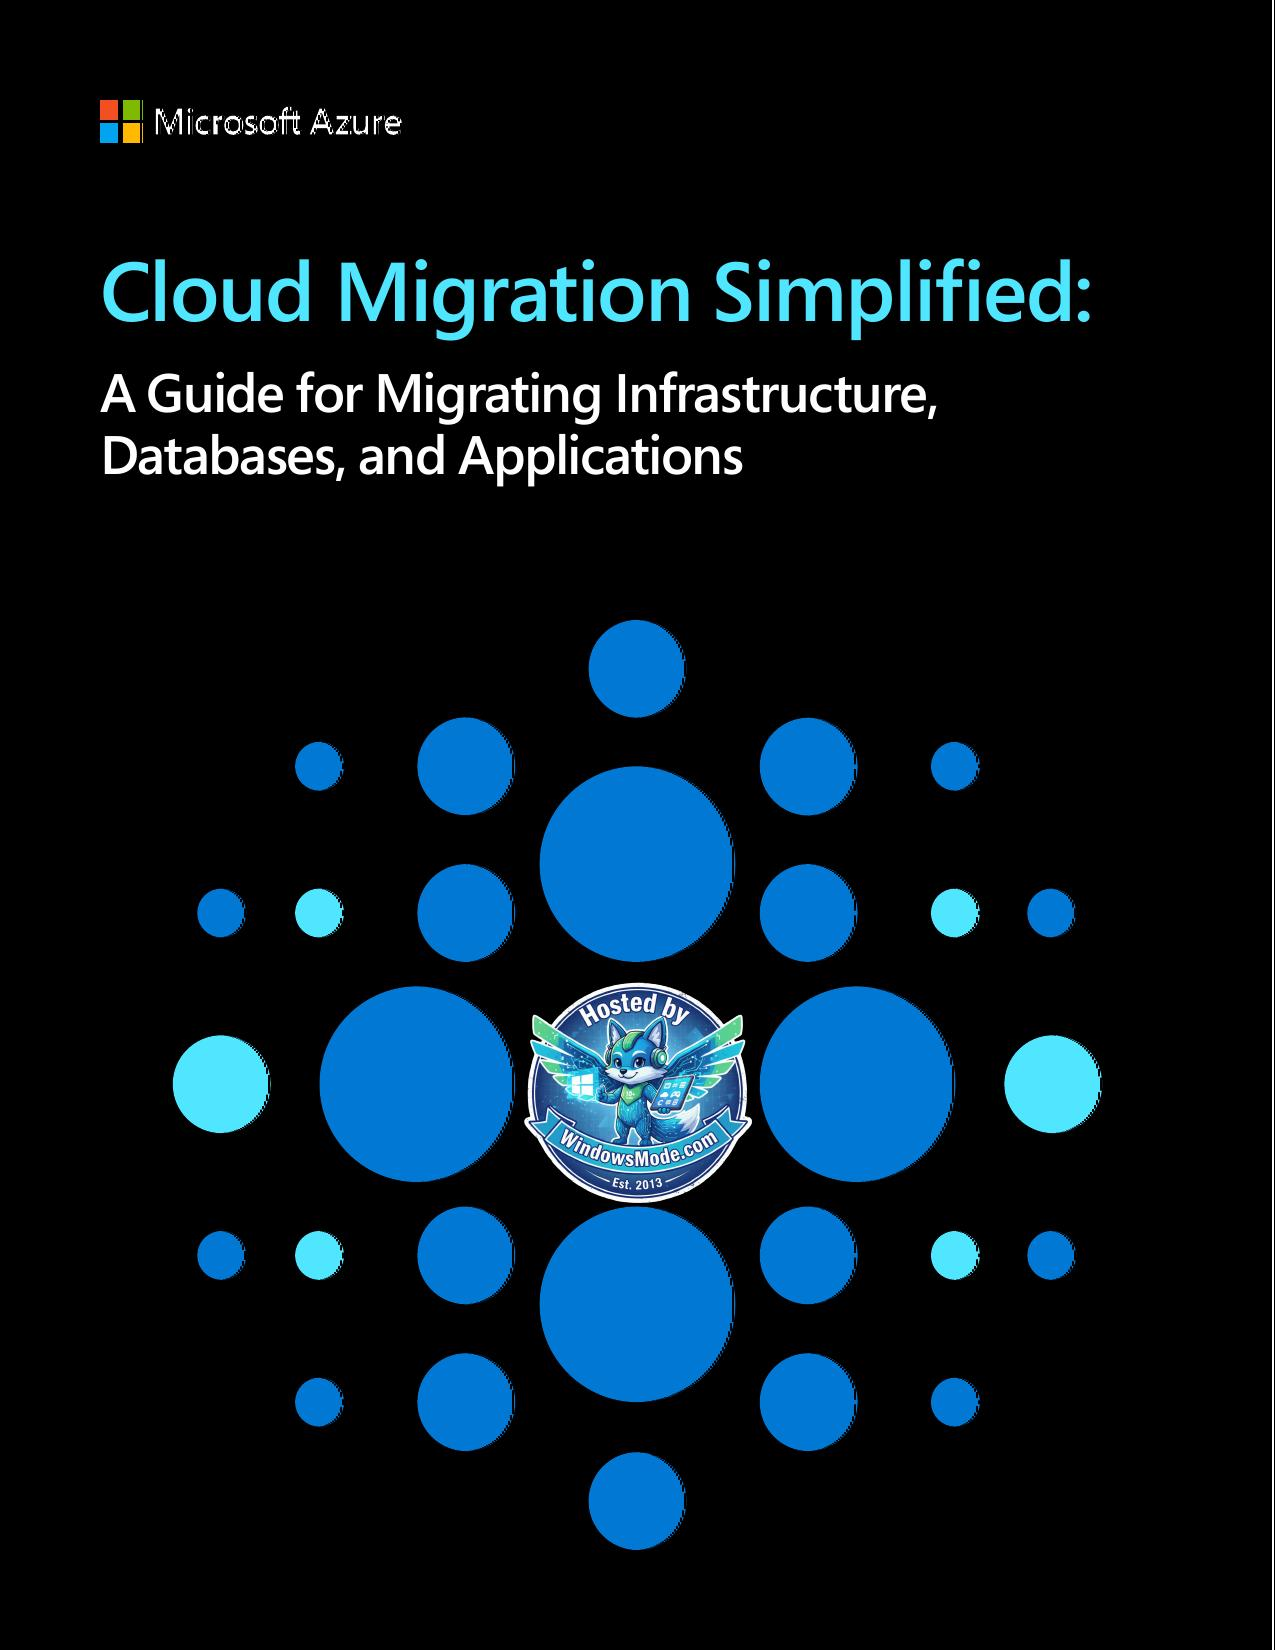 Microsoft Azure
Cloud Migration Simplified:
A Guide for Migrating Infrastructure,
Databases, and Applications
Hosted by
WindowsMode.com
Est. 2013